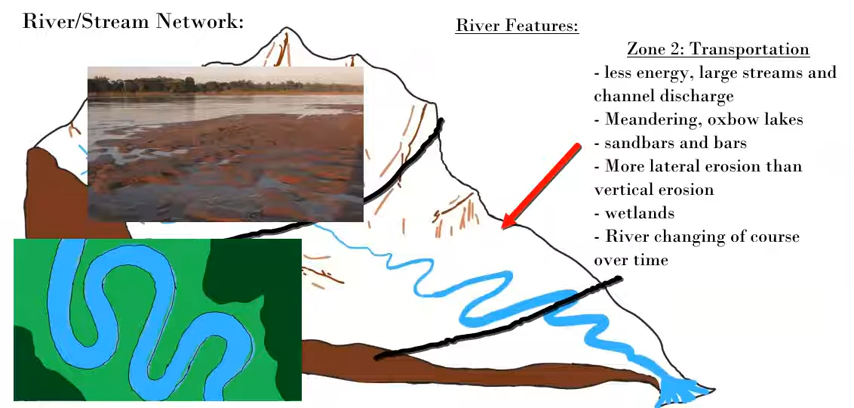 River/Stream Network:
River Features:
Zone 2: Transportation
- less energy, large streams and
channel discharge
- Meandering, oxbow lakes
- sandbars and bars
- More lateral erosion than
vertical erosion
- wetlands
- River changing of course
over time